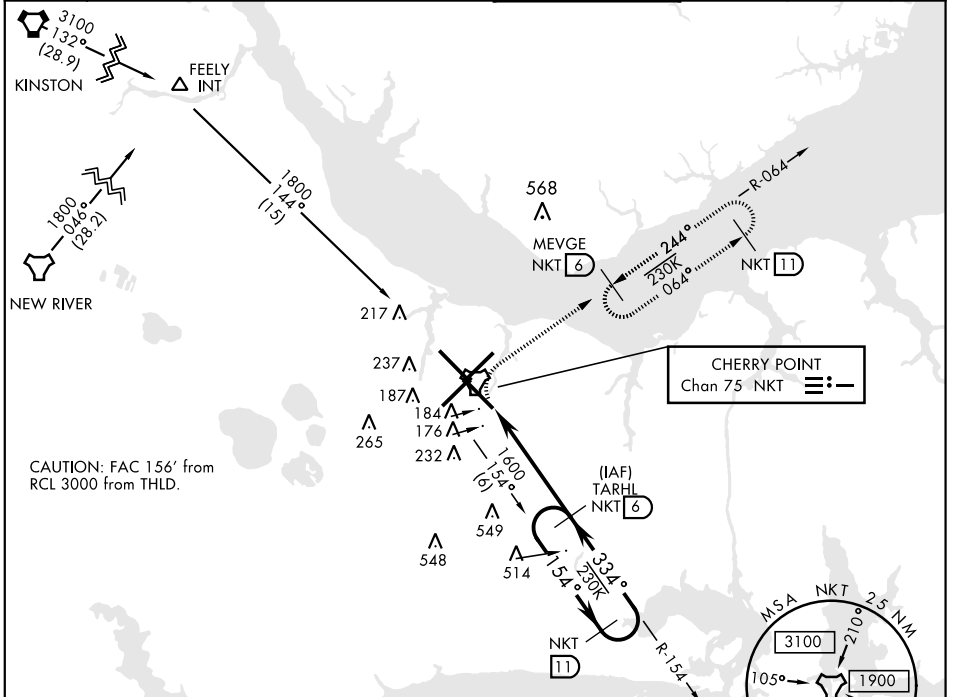 3100
132°
(28.9)
KINSTON
FEELY
INT
1800
046°
(28.2)
NEW RIVER
1800
144°
(15)
568
MEVGE
NKT 6
R-064
244°
230K
064°
NKT 11
217
237
187
184
176
265
232
CHERRY POINT
Chan 75 NKT
CAUTION: FAC 156' from
RCL 3000 from THLD.
1600
154°
(6)
(IAF)
TARHL
NKT 6
549
548
514
334°
230K
154°
NKT
11
R-154
MSA NKT 25 NM
3100
210°
105°
1900